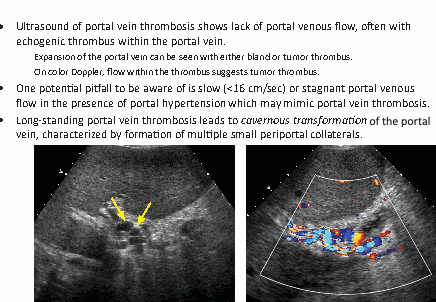 • Ultrasound of portal vein thrombosis shows lack of portal venous flow, often with
echogenic thrombus within the portal vein.
Expansion of the portal vein can be seen with either bland or tumor thrombus.
On color Doppler, flow within the thrombus suggests tumor thrombus.
• One potential pitfall to be aware of is slow (<16 cm/sec) or stagnant portal venous
flow in the presence of portal hypertension which may mimic portal vein thrombosis.
• Long-standing portal vein thrombosis leads to cavernous transformation of the portal
vein, characterized by formation of multiple small periportal collaterals.